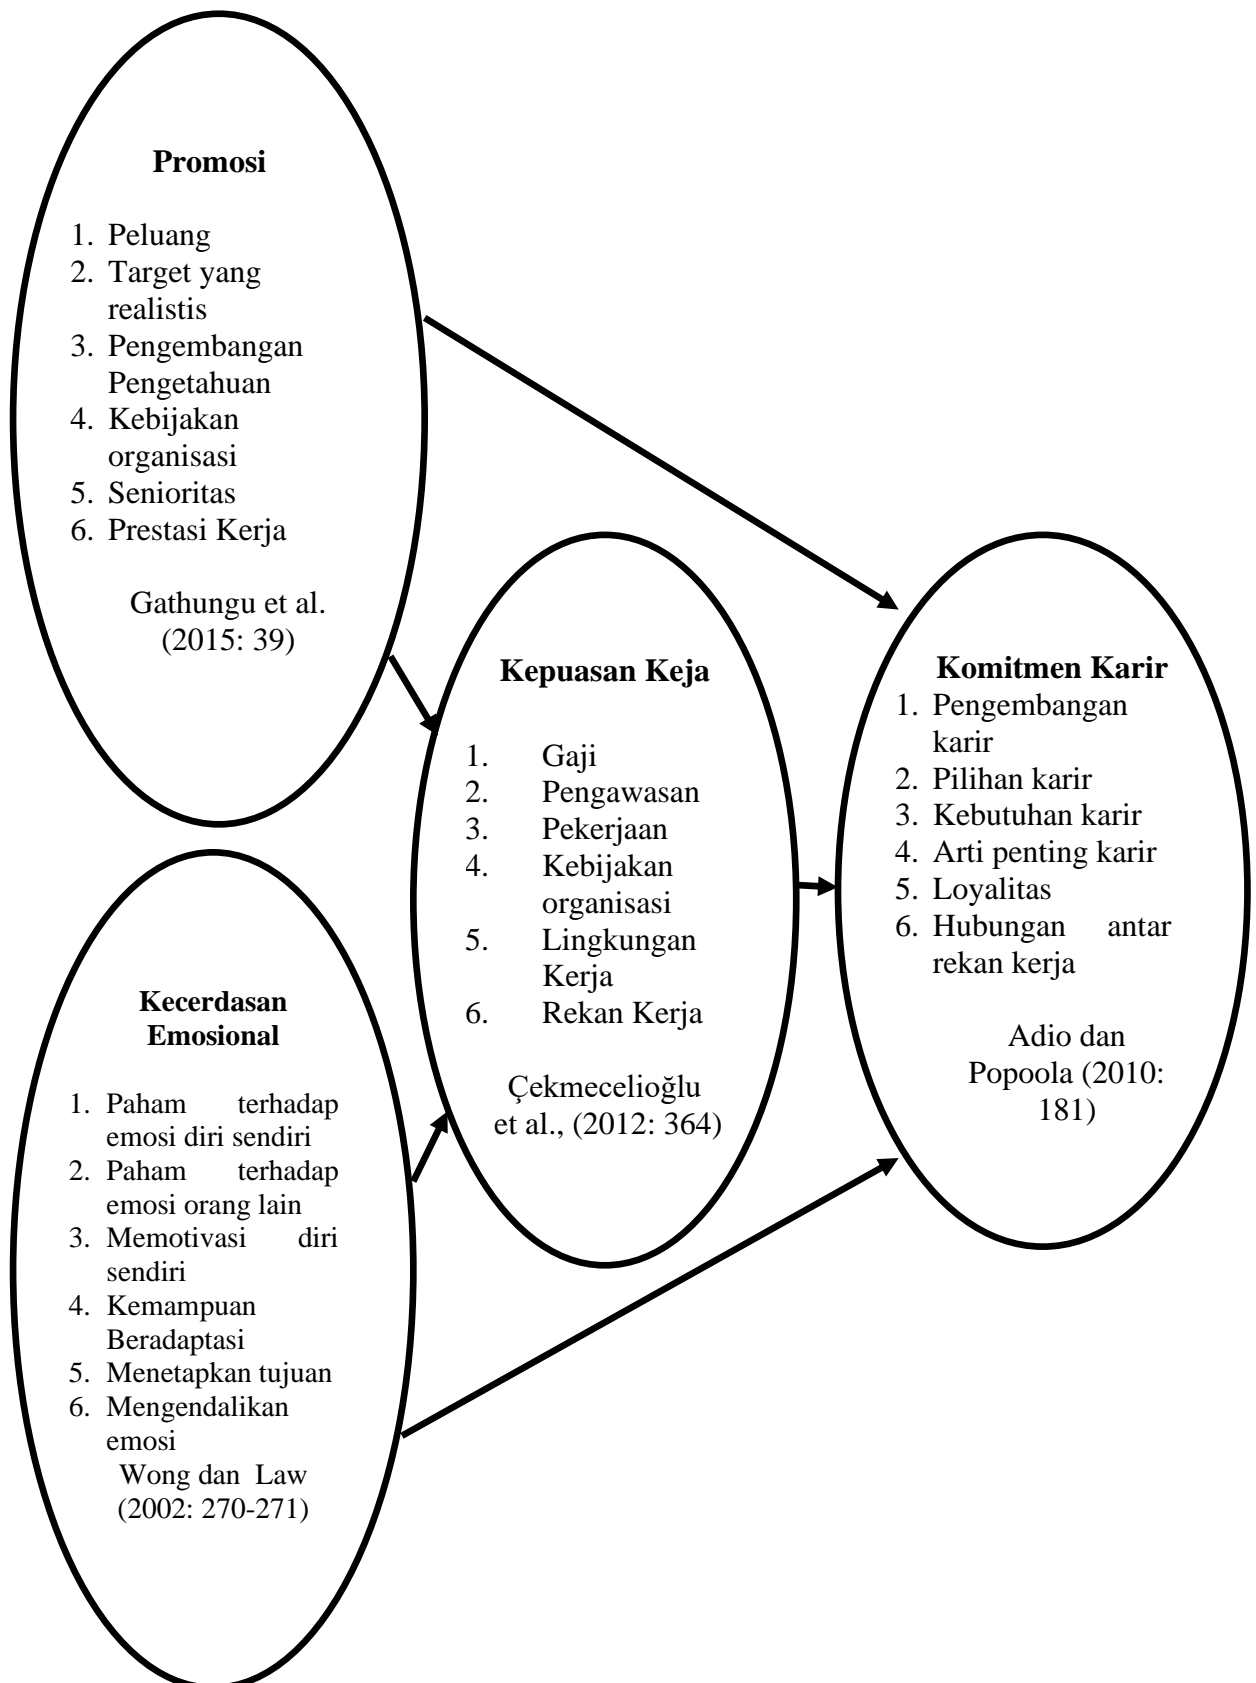 Promosi
1. Peluang
2. Target yang
realistis
3. Pengembangan
Pengetahuan
4. Kebijakan
organisasi
5. Senioritas
6. Prestasi Kerja
Gathungu et al.
(2015: 39)
Kepuasan Keja
1. Gaji
2. Pengawasan
3. Pekerjaan
4. Kebijakan
organisasi
5. Lingkungan
Kerja
6. Rekan Kerja
Çekmecelioğlu
et al., (2012: 364)
Komitmen Karir
1. Pengembangan
karir
2. Pilihan karir
3. Kebutuhan karir
4. Arti penting karir
5. Loyalitas
6. Hubungan antar
rekan kerja
Adio dan
Popoola (2010:
181)
Kecerdasan
Emosional
1. Paham terhadap
emosi diri sendiri
2. Paham terhadap
emosi orang lain
3. Memotivasi diri
sendiri
4. Kemampuan
Beradaptasi
5. Menetapkan tujuan
6. Mengendalikan
emosi
Wong dan Law
(2002: 270-271)